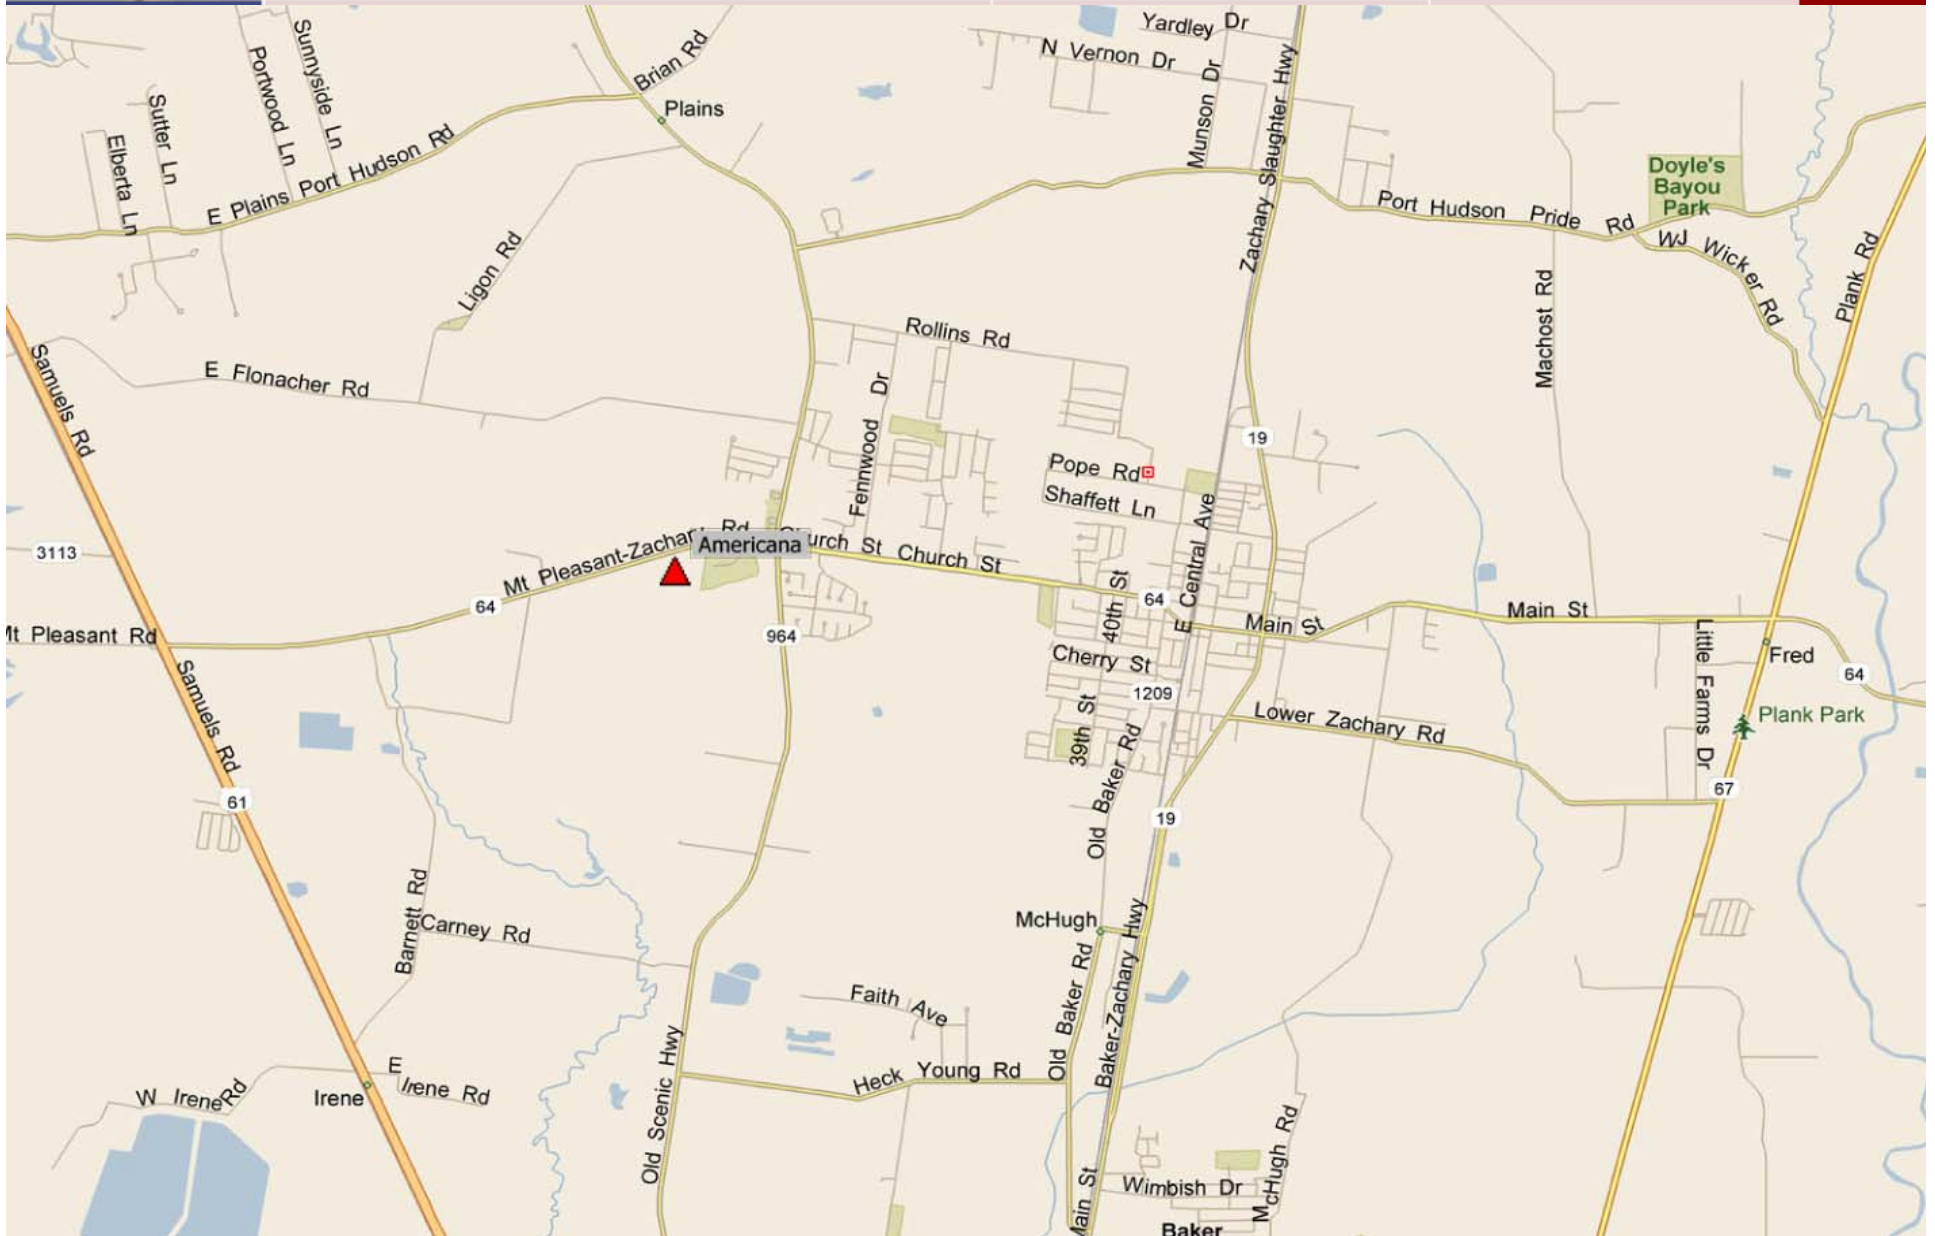 Yardley Dr
N Vernon Dr
Munson Dr
Zachary Slaughter Hwy
Sunnyside Ln
Portwood Ln
Sutter Ln
Elberta Ln
Brian Rd
Plains
E Plains Port Hudson Rd
Ligon Rd
Doyle's
Bayou
Park
Port Hudson Pride Rd
WJ Wicker Rd
Plank Rd
Machost Rd
Rollins Rd
Samuels Rd
E Flonacher Rd
Fennwood Dr
19
Pope Rd
Shaffett Ln
E Central Ave
Americana
Church St
Church St
3113
Mt Pleasant-Zachary Rd
64
40th St
64
Main St
Main St
Mt Pleasant Rd
964
Cherry St
1209
Little Farms Dr
Fred
64
Samuels Rd
39th St
Lower Zachary Rd
Plank Park
Old Baker Rd
67
61
19
Barnett Rd
Carney Rd
McHugh
Baker-Zachary Hwy
Old Baker Rd
Faith Ave
Heck Young Rd
Old Scenic Hwy
W Irene Rd
E Irene Rd
Irene
McHugh Rd
Main St
Wimbish Dr
Baker